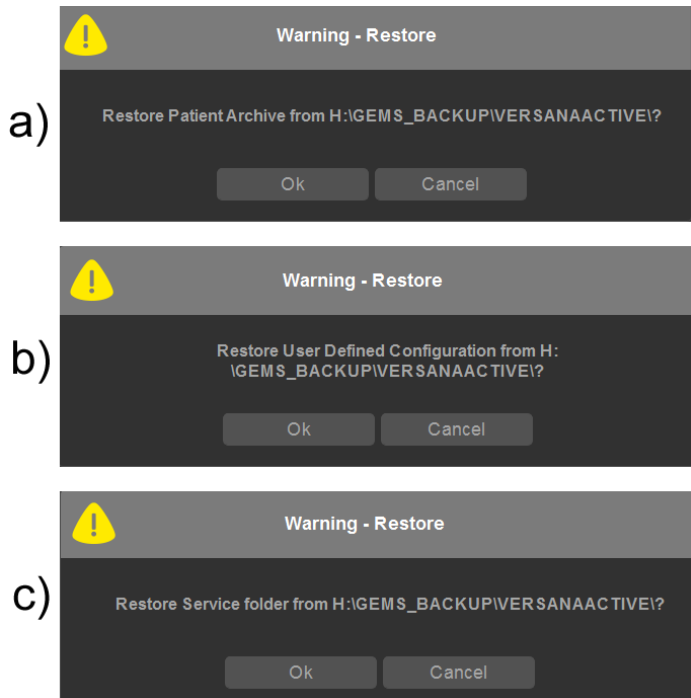 Warning - Restore
a)
Restore Patient Archive from H:\GEMS_BACKUP\VERSANAACTIVE\?
Ok Cancel
Warning - Restore
b)
Restore User Defined Configuration from H:
\GEMS_BACKUP\VERSANAACTIVE\?
Ok Cancel
Warning - Restore
c)
Restore Service folder from H:\GEMS_BACKUP\VERSANAACTIVE\?
Ok Cancel